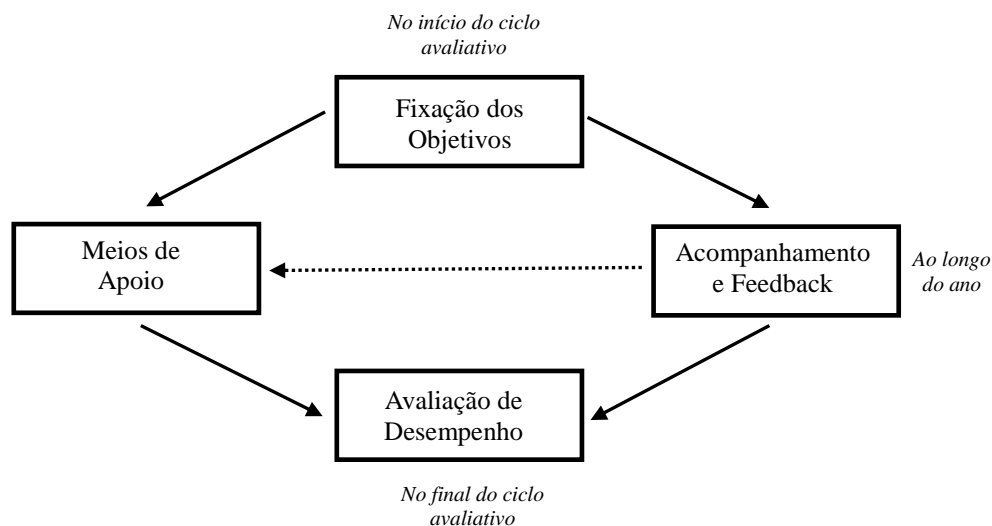 No início do ciclo
avaliativo
Fixação dos
Objetivos
Meios de
Apoio
Acompanhamento
e Feedback
Ao longo
do ano
Avaliação de
Desempenho
No final do ciclo
avaliativo